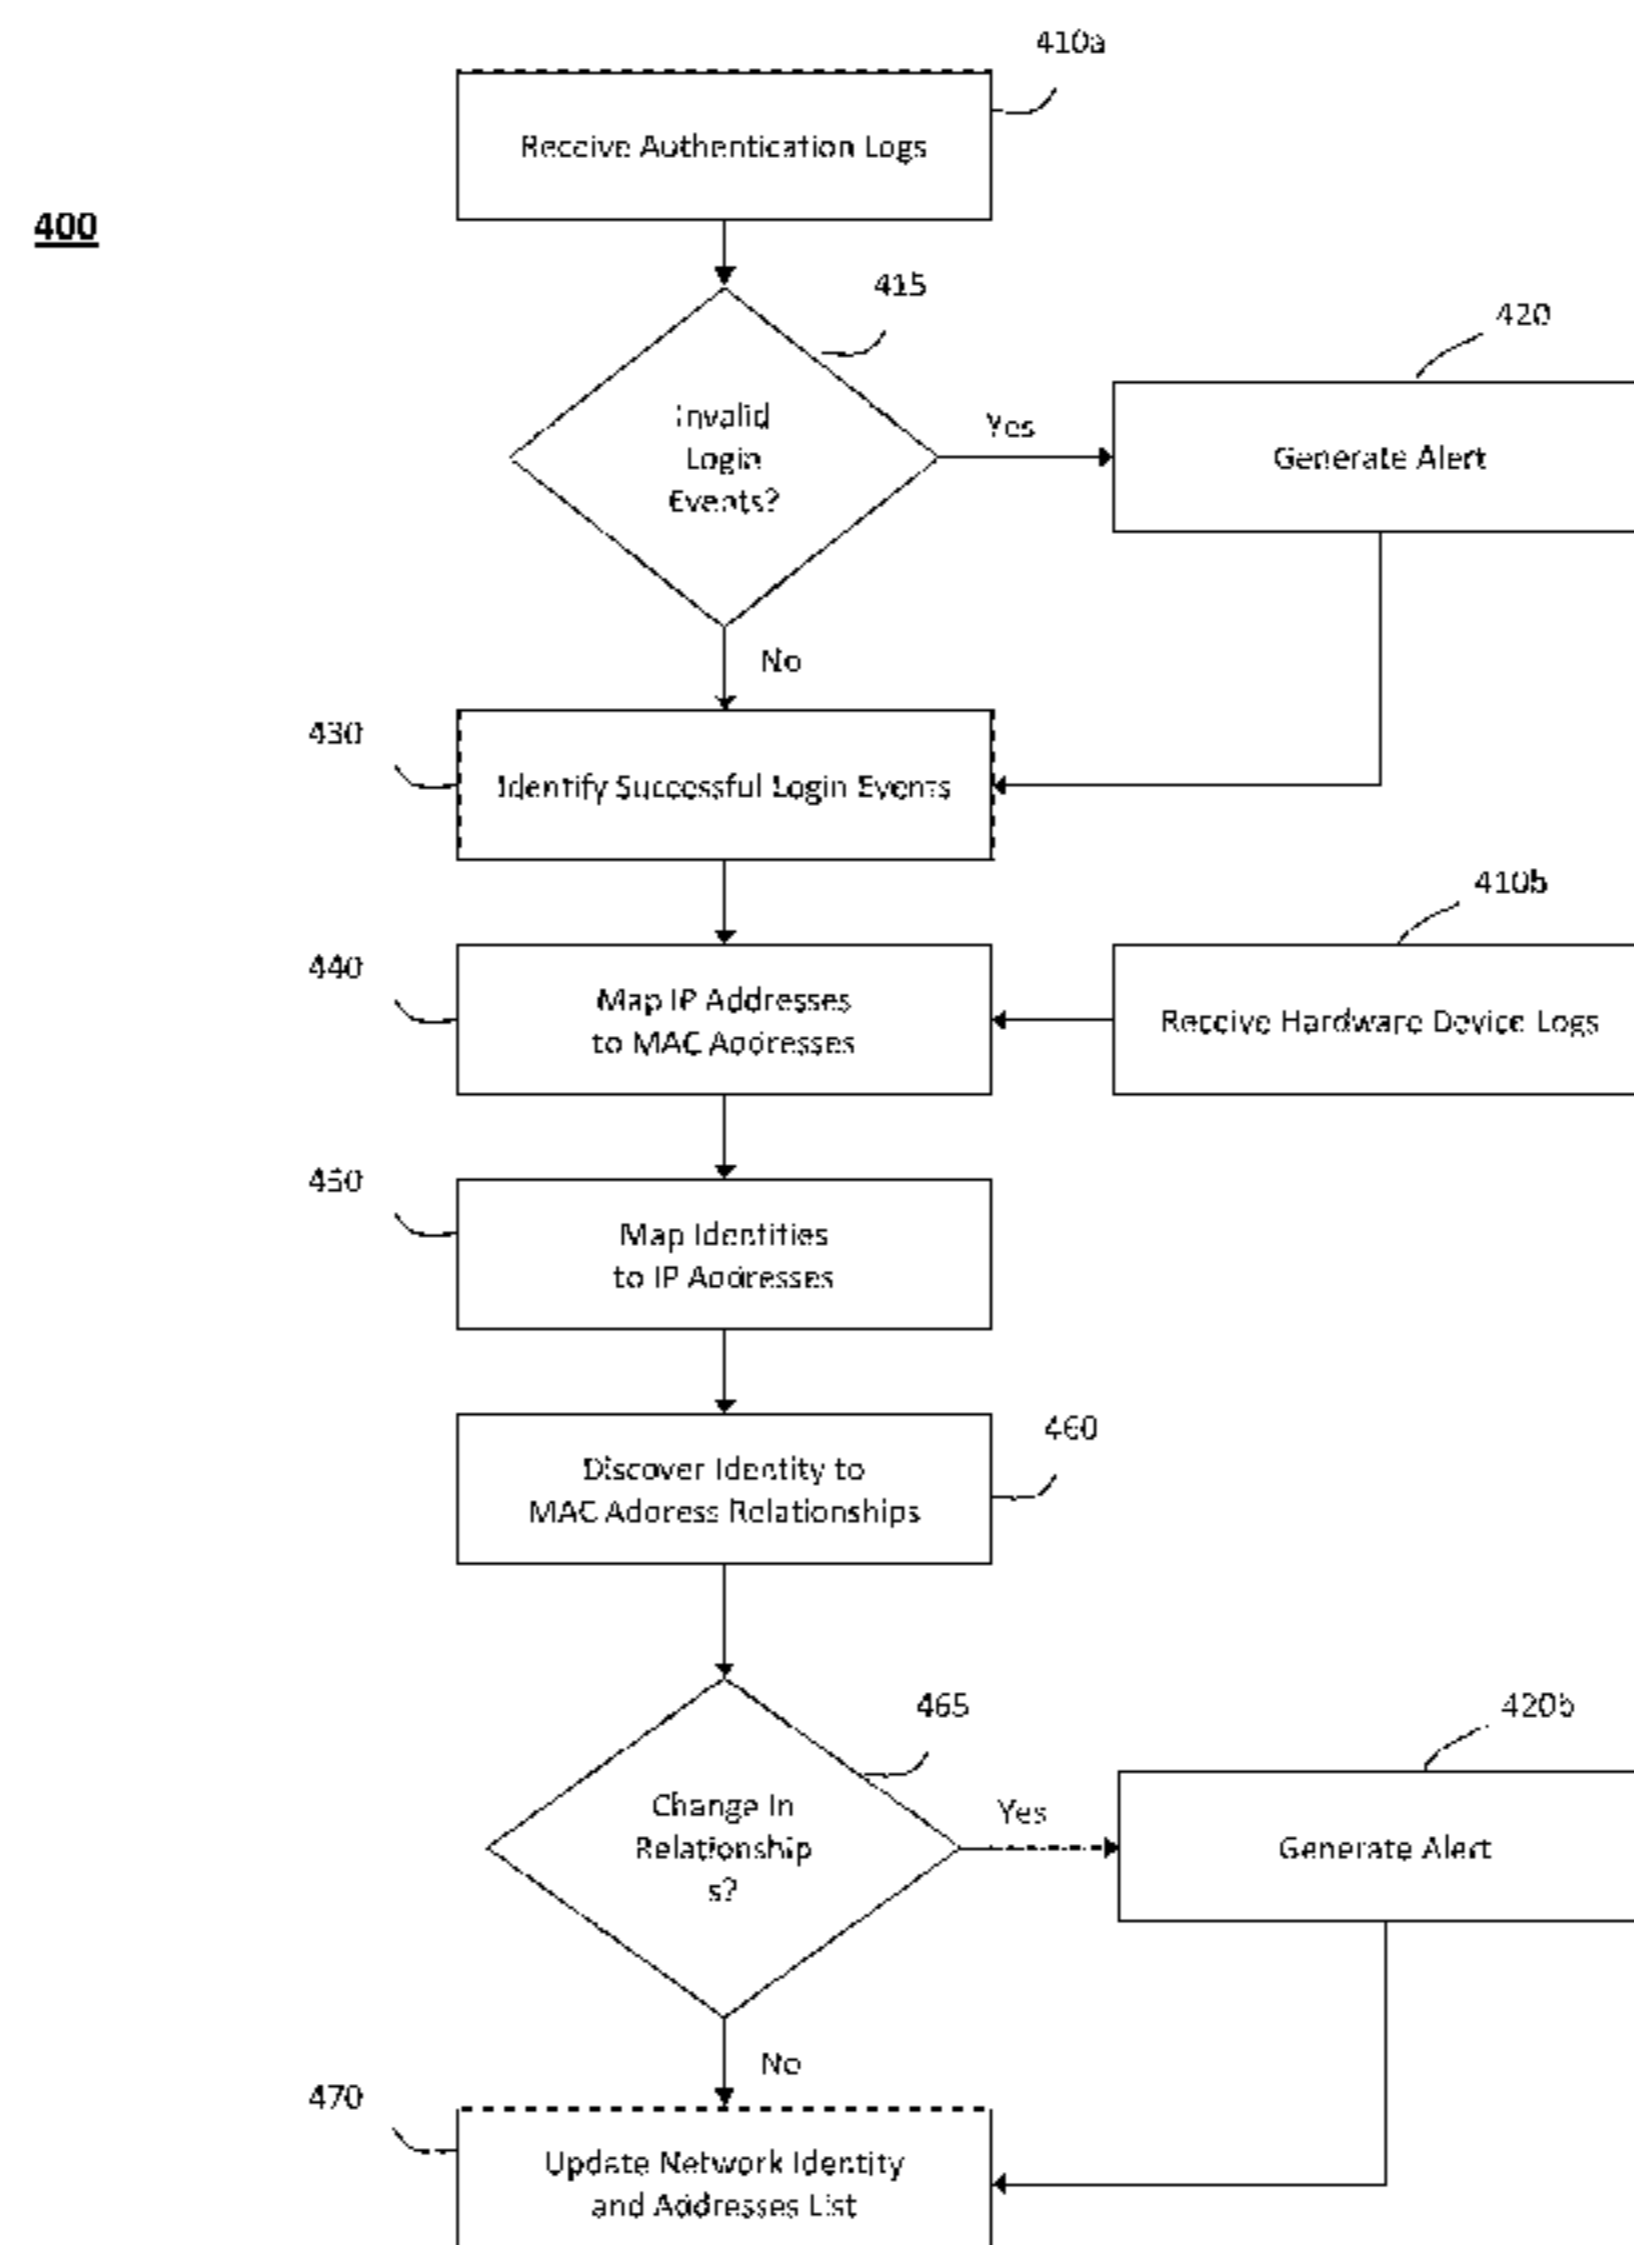 410a
Receive Authentication Logs
400
415
420
Invalid
Login
Events?
Yes
Generate Alert
No
430
Identify Successful Login Events
410b
440
Map IP Addresses
to MAC Addresses
Receive Hardware Device Logs
450
Map Identities
to IP Addresses
460
Discover Identity to
MAC Address Relationships
465
420b
Change In
Relationship
s?
Yes
Generate Alert
No
470
Update Network Identity
and Addresses List